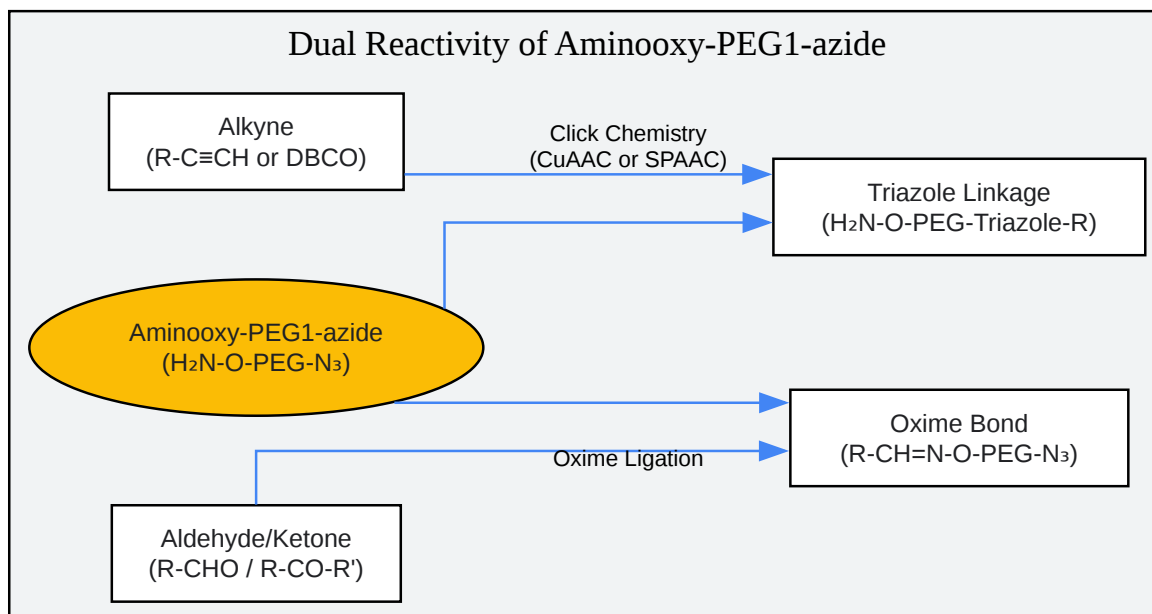 Dual Reactivity of Aminooxy-PEG1-azide
Alkyne
(R-C≡CH or DBCO)
Click Chemistry
(CuAAC or SPAAC)
Triazole Linkage
(H₂N-O-PEG-Triazole-R)
Aminooxy-PEG1-azide
(H₂N-O-PEG-N₃)
Oxime Bond
(R-CH=N-O-PEG-N₃)
Oxime Ligation
Aldehyde/Ketone
(R-CHO / R-CO-R')